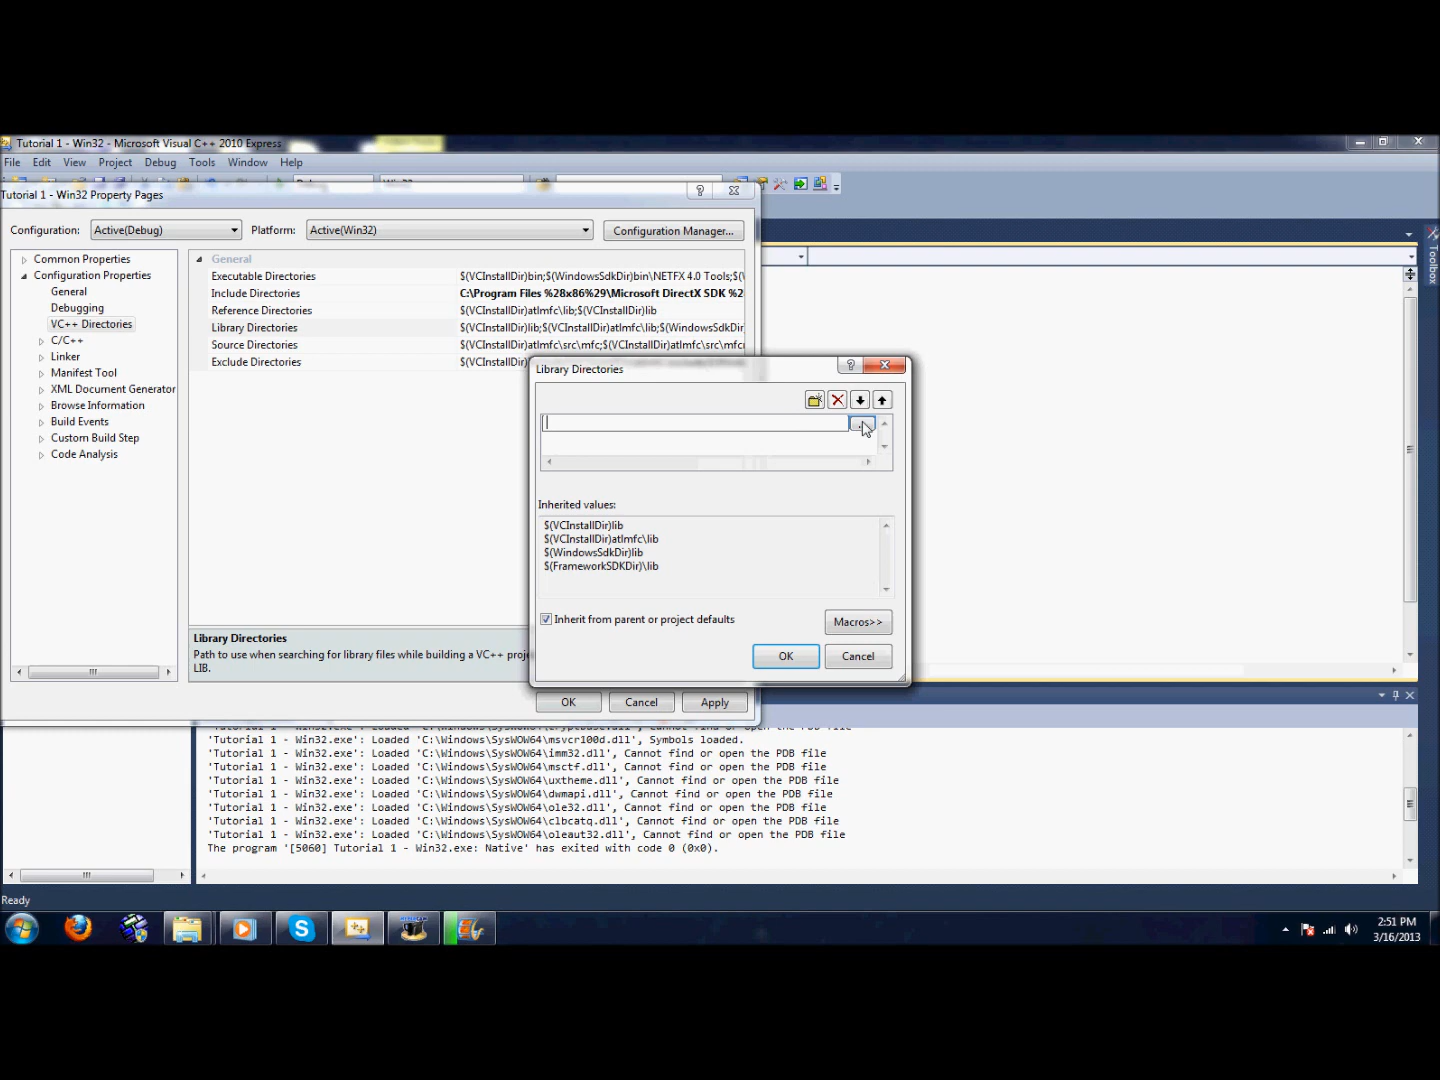 Tutorial 1 - Win32 - Microsoft Visual C++ 2010 Express
File Edit View Project Debug Tools Window Help
Tutorial 1 - Win32 Property Pages
Configuration: Active(Debug) Platform: Active(Win32) Configuration Manager...
Common Properties
Configuration Properties
General
Debugging
VC++ Directories
C/C++
Linker
Manifest Tool
XML Document Generator
Browse Information
Build Events
Custom Build Step
Code Analysis
General
Executable Directories $(VCInstallDir)bin;$(WindowsSdkDir)bin\NETFX 4.0 Tools;$(
Include Directories C:\Program Files %28x86%29\Microsoft DirectX SDK %2
Reference Directories $(VCInstallDir)atlmfc\lib;$(VCInstallDir)lib
Library Directories $(VCInstallDir)lib;$(VCInstallDir)atlmfc\lib;$(WindowsSdkDir
Source Directories $(VCInstallDir)atlmfc\src\mfc;$(VCInstallDir)atlmfc\src\mfc
Exclude Directories $(VCInstallDir)
Library Directories
Path to use when searching for library files while building a VC++ proj
LIB.
OK Cancel Apply
Library Directories
Inherited values:
$(VCInstallDir)lib
$(VCInstallDir)atlmfc\lib
$(WindowsSdkDir)lib
$(FrameworkSDKDir)\lib
Inherit from parent or project defaults
Macros>>
OK Cancel
Toolbox
'Tutorial 1 - Win32.exe': Loaded 'C:\Windows\SysWOW64\msvcr100d.dll', Symbols loaded.
'Tutorial 1 - Win32.exe': Loaded 'C:\Windows\SysWOW64\imm32.dll', Cannot find or open the PDB file
'Tutorial 1 - Win32.exe': Loaded 'C:\Windows\SysWOW64\msctf.dll', Cannot find or open the PDB file
'Tutorial 1 - Win32.exe': Loaded 'C:\Windows\SysWOW64\uxtheme.dll', Cannot find or open the PDB file
'Tutorial 1 - Win32.exe': Loaded 'C:\Windows\SysWOW64\dwmapi.dll', Cannot find or open the PDB file
'Tutorial 1 - Win32.exe': Loaded 'C:\Windows\SysWOW64\ole32.dll', Cannot find or open the PDB file
'Tutorial 1 - Win32.exe': Loaded 'C:\Windows\SysWOW64\clbcatq.dll', Cannot find or open the PDB file
'Tutorial 1 - Win32.exe': Loaded 'C:\Windows\SysWOW64\oleaut32.dll', Cannot find or open the PDB file
The program '[5060] Tutorial 1 - Win32.exe: Native' has exited with code 0 (0x0).
Ready
2:51 PM
3/16/2013